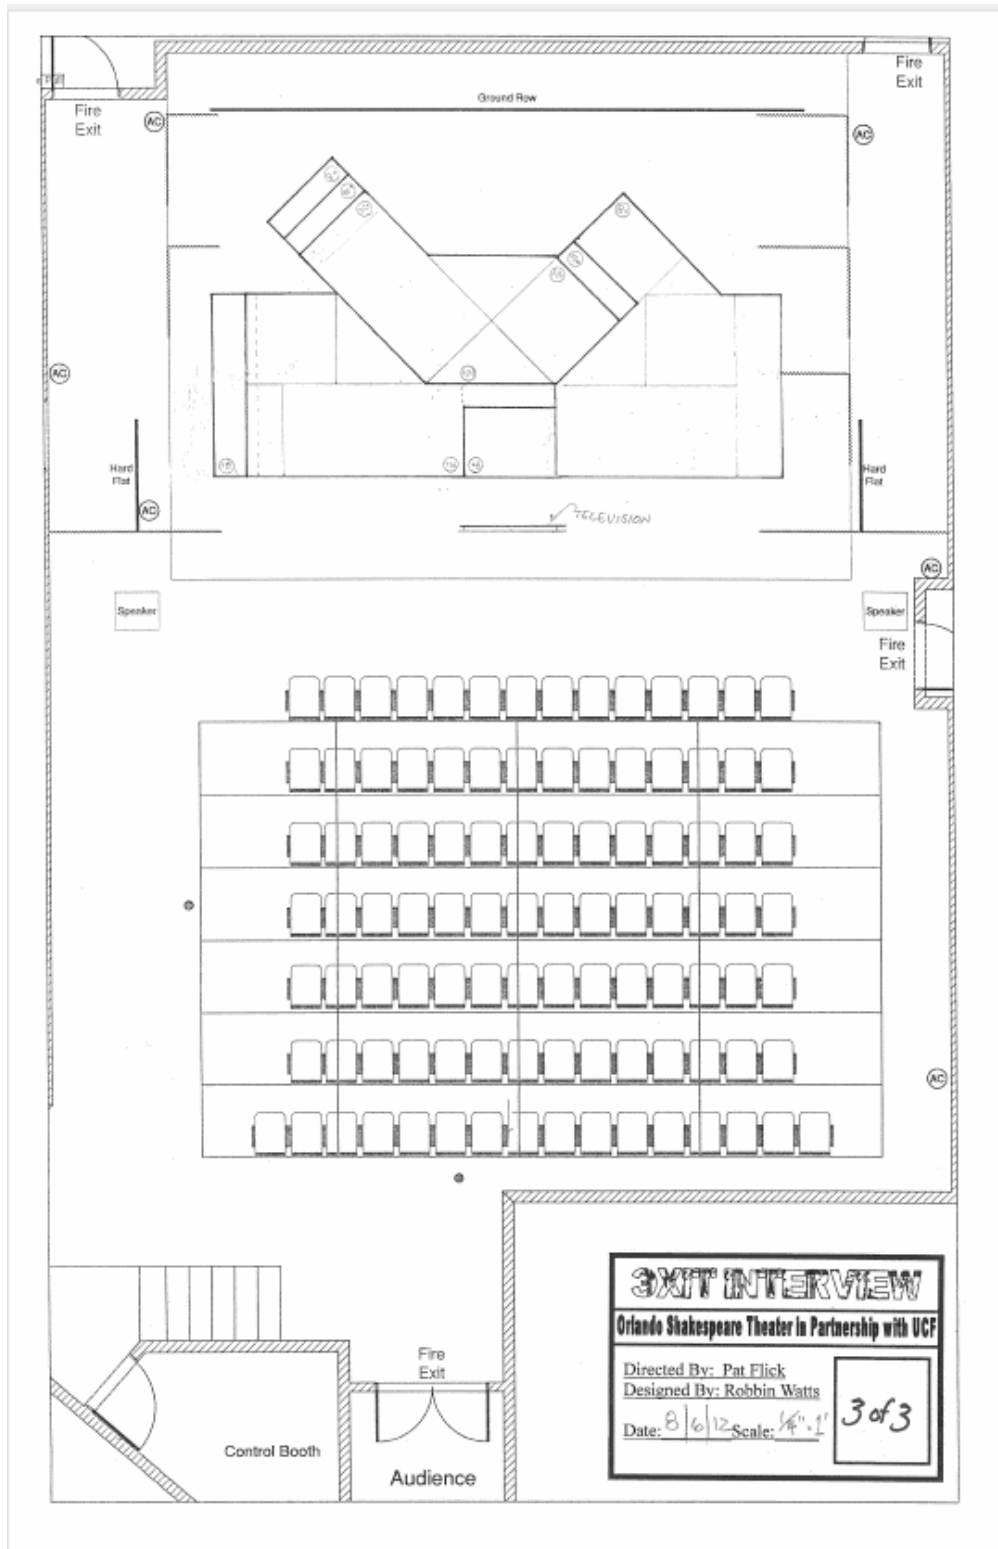 Fire
Exit
Ground Row
Fire
Exit
AC
AC
AC
Hard
Flat
Hard
Flat
AC
TELEVISION
AC
Speaker
Speaker
Fire
Exit
AC
3XIT INTERVIEW
Orlando Shakespeare Theater in Partnership with UCF
Directed By: Pat Flick
Designed By: Robbin Watts
Date: 8/6/12 Scale: 1/4"=1'
3 of 3
Fire
Exit
Control Booth
Audience